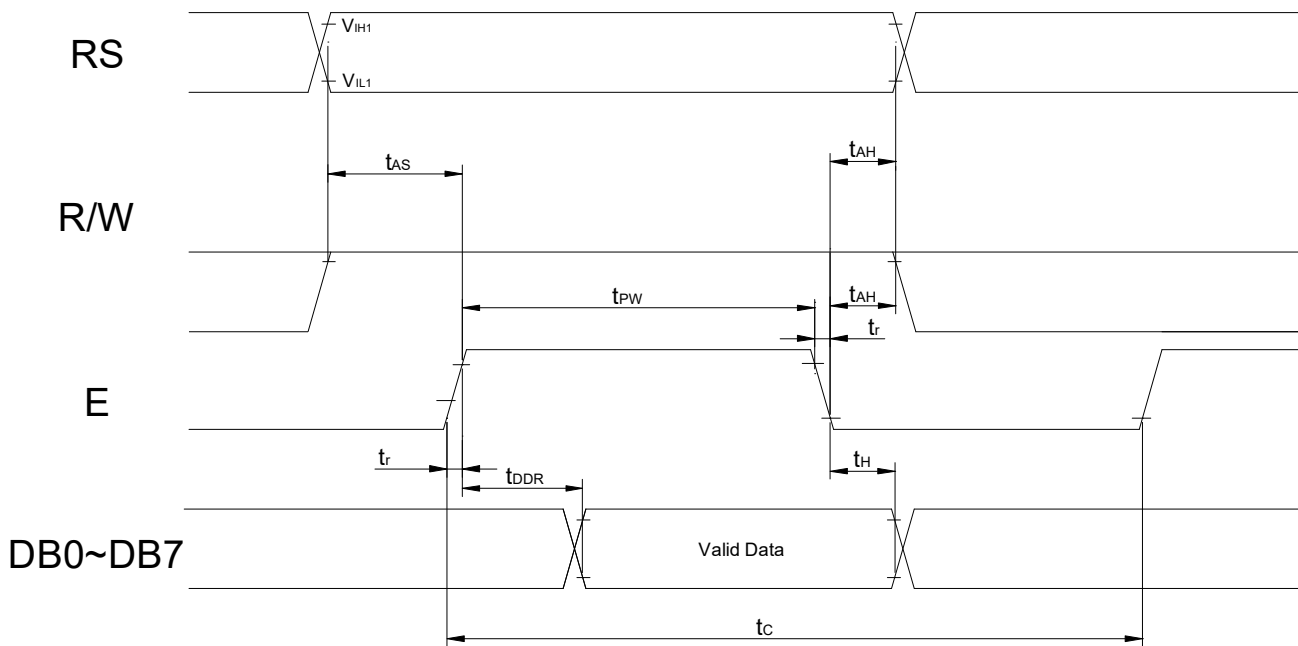 RS
VIH1
VIL1
tAS
tAH
R/W
tPW
tAH
tr
E
tr
tDDR
tH
DB0~DB7
Valid Data
tC